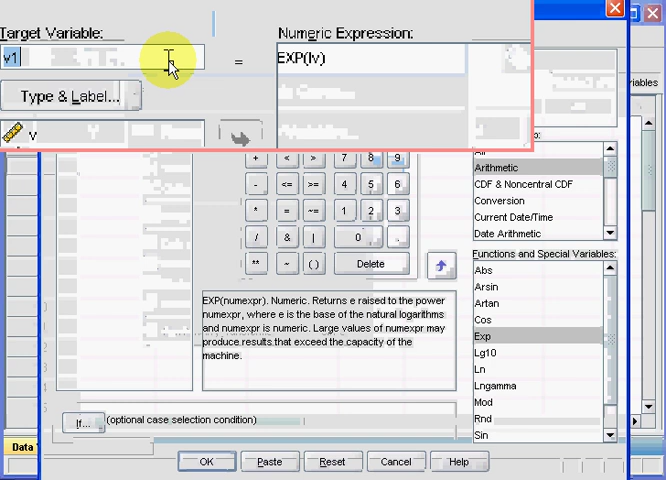 Target Variable:
Numeric Expression:
v1
=
EXP(lv)
Type & Label...
v
riables
+ < > 7 8 9
- <= >= 4 5 6
* = ~= 1 2 3
/ & | 0 .
** ~ ( ) Delete
Arithmetic
CDF & Noncentral CDF
Conversion
Current Date/Time
Date Arithmetic
Functions and Special Variables:
Abs
Arsin
Artan
Cos
Exp
Lg10
Ln
Lngamma
Mod
Rnd
Sin
EXP(numexpr). Numeric. Returns e raised to the power
numexpr, where e is the base of the natural logarithms
and numexpr is numeric. Large values of numexpr may
produce results that exceed the capacity of the
machine.
If... (optional case selection condition)
Data
OK Paste Reset Cancel Help